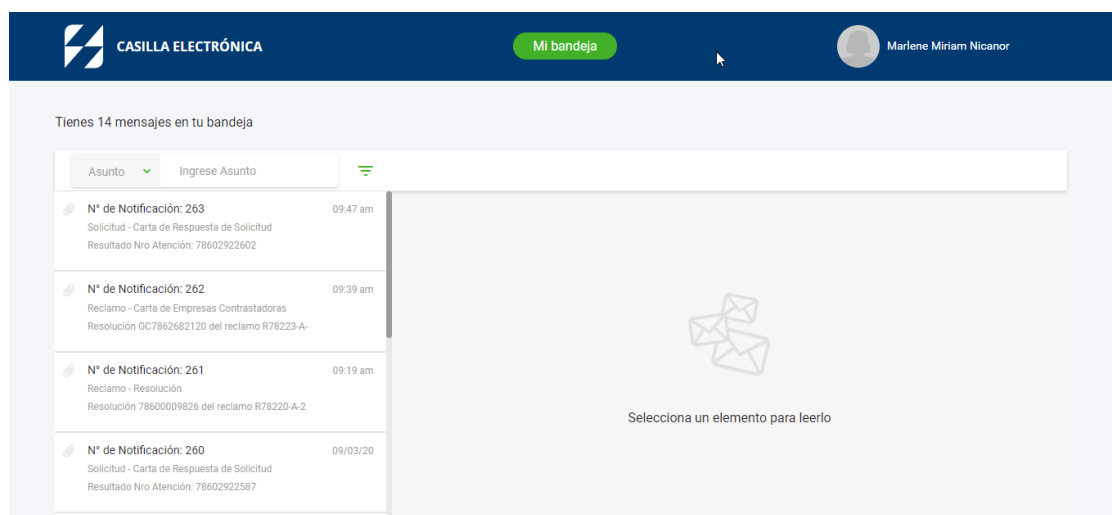 CASILLA ELECTRÓNICA
Mi bandeja
Marlene Miriam Nicanor
Tienes 14 mensajes en tu bandeja
Asunto
Ingrese Asunto
N° de Notificación: 263 09:47 am
Solicitud - Carta de Respuesta de Solicitud
Resultado Nro Atención: 78602922602
N° de Notificación: 262 09:39 am
Reclamo - Carta de Empresas Contrastadoras
Resolución GC7862682120 del reclamo R78223-A-
N° de Notificación: 261 09:19 am
Reclamo - Resolución
Resolución 78600009826 del reclamo R78220-A-2
N° de Notificación: 260 09/03/20
Solicitud - Carta de Respuesta de Solicitud
Resultado Nro Atención: 78602922587
Selecciona un elemento para leerlo